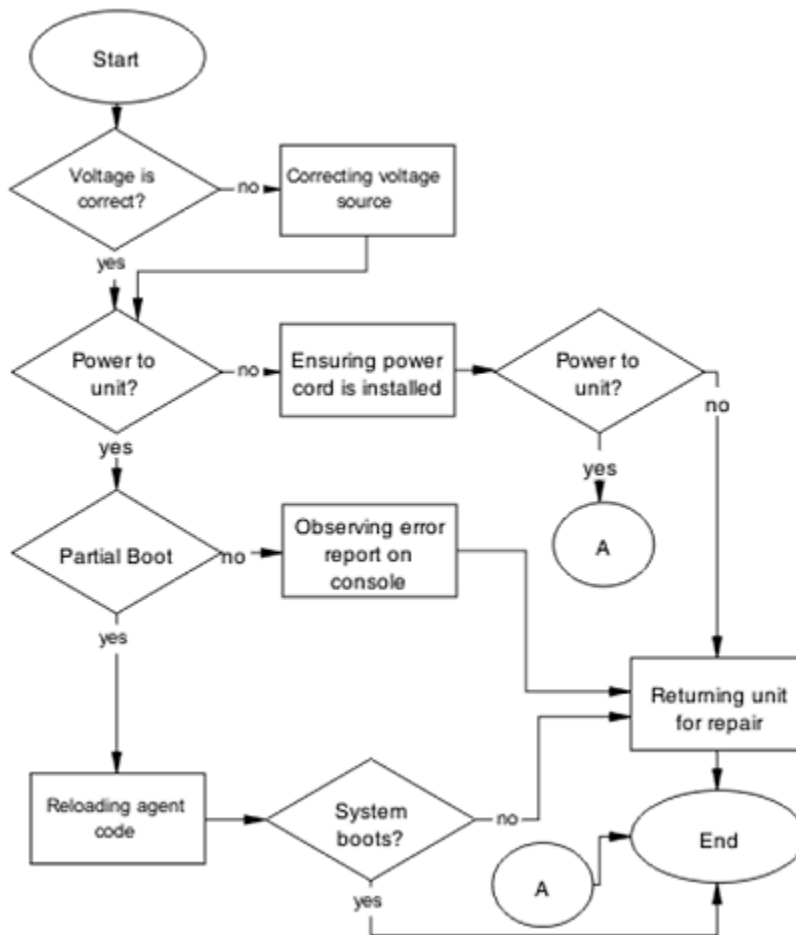 Start
Voltage is
correct?
no
Correcting voltage
source
yes
Power to
unit?
no
Ensuring power
cord is installed
Power to
unit?
no
yes
yes
A
Partial Boot
no
Observing error
report on
console
yes
Returning unit
for repair
Reloading agent
code
System
boots?
no
End
A
yes